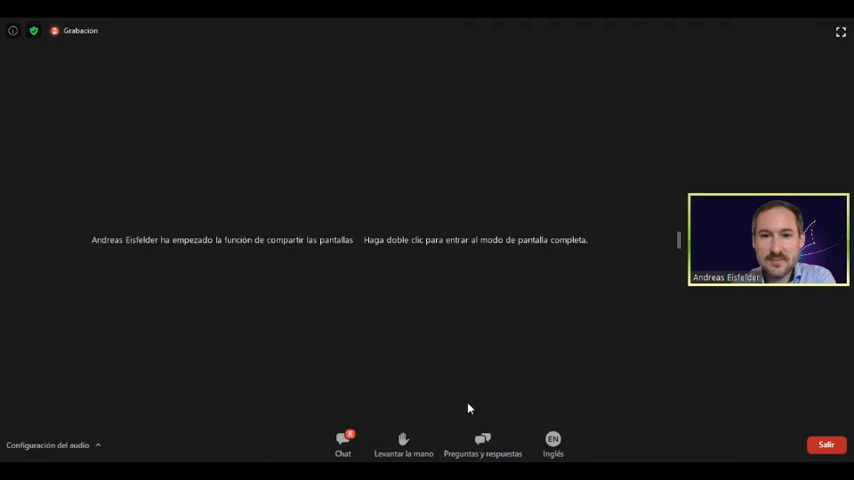 Grabación
Andreas Eisfelder ha empezado la función de compartir las pantallas Haga doble clic para entrar al modo de pantalla completa.
Andreas Eisfelder
8
EN
Configuración del audio
Chat
Levantar la mano
Preguntas y respuestas
Inglés
Salir